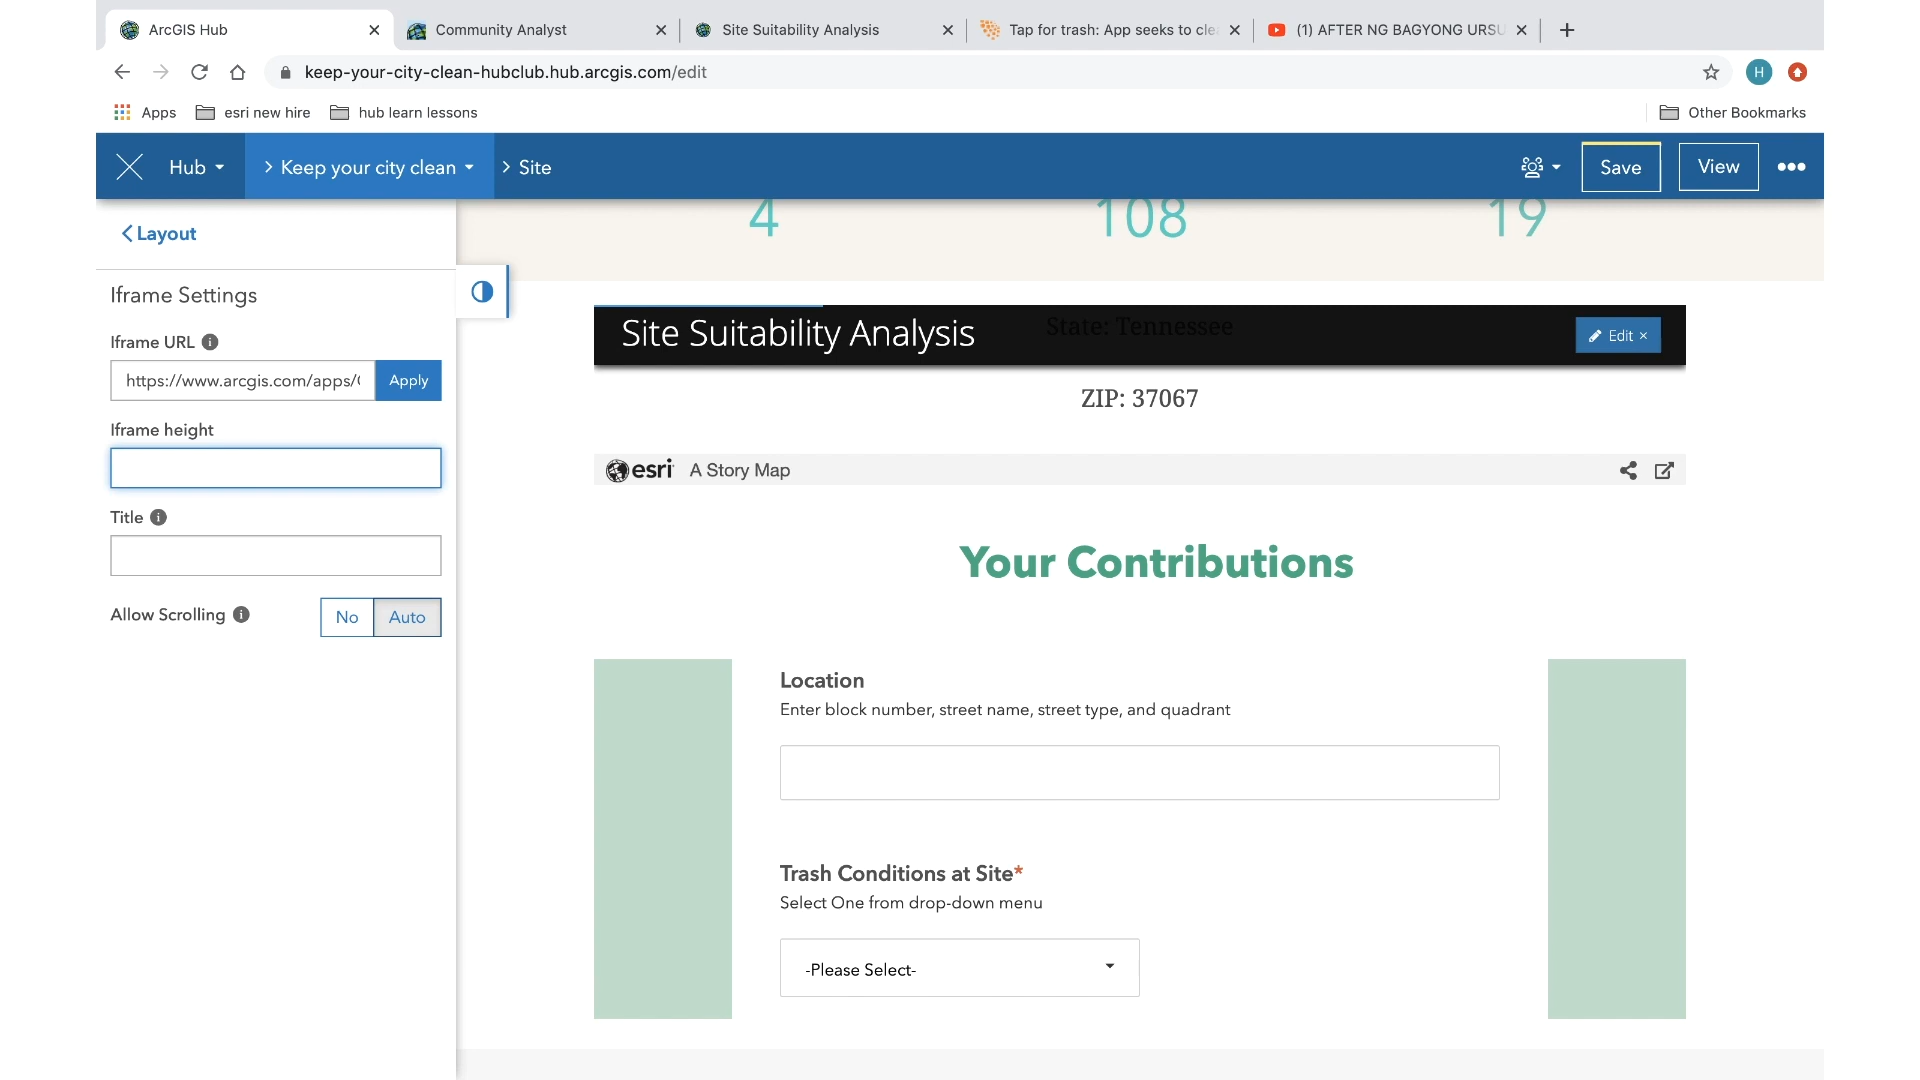 ArcGIS Hub
Community Analyst
Site Suitability Analysis
Tap for trash: App seeks to cle
(1) AFTER NG BAGYONG URSU
keep-your-city-clean-hubclub.hub.arcgis.com/edit
H
Apps
esri new hire
hub learn lessons
Other Bookmarks
Hub
> Keep your city clean
> Site
Save
View
Layout
4
108
19
Iframe Settings
Iframe URL
https://www.arcgis.com/apps/
Apply
Iframe height
Title
Allow Scrolling
No
Auto
Site Suitability Analysis
State: Tennessee
Edit ×
ZIP: 37067
esri
A Story Map
Your Contributions
Location
Enter block number, street name, street type, and quadrant
Trash Conditions at Site*
Select One from drop-down menu
-Please Select-